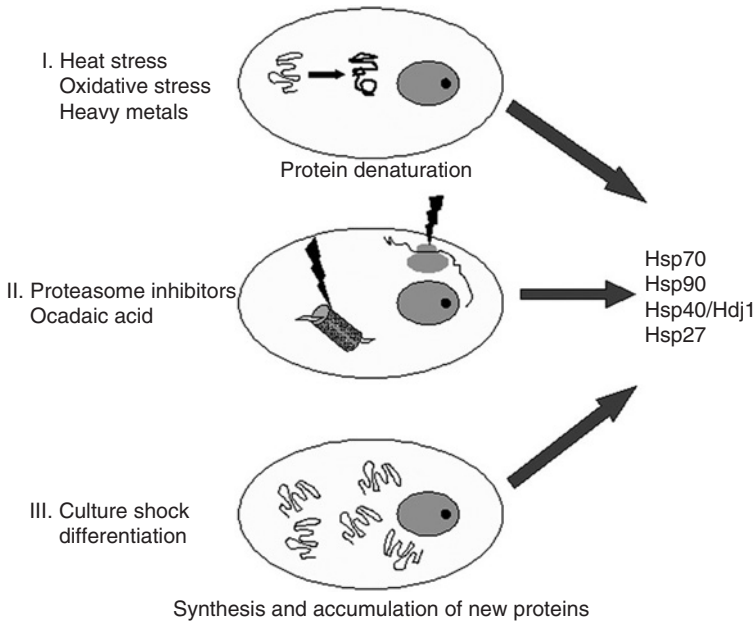 I. Heat stress
Oxidative stress
Heavy metals
Protein denaturation
II. Proteasome inhibitors
Ocadaic acid
Hsp70
Hsp90
Hsp40/Hdj1
Hsp27
III. Culture shock
differentiation
Synthesis and accumulation of new proteins